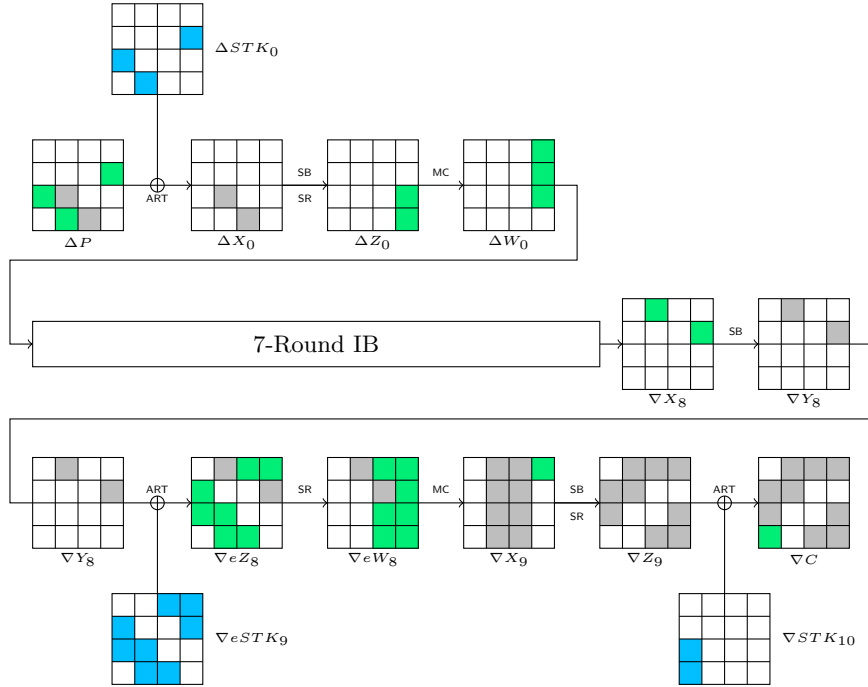 ΔSTK₀
SB
MC
ART
SR
ΔP
ΔX₀
ΔZ₀
ΔW₀
7-Round IB
SB
∇X₈
∇Y₈
ART
SR
MC
SB
ART
SR
∇Y₈
∇eZ₈
∇eW₈
∇X₉
∇Z₉
∇C
∇eSTK₉
∇STK₁₀